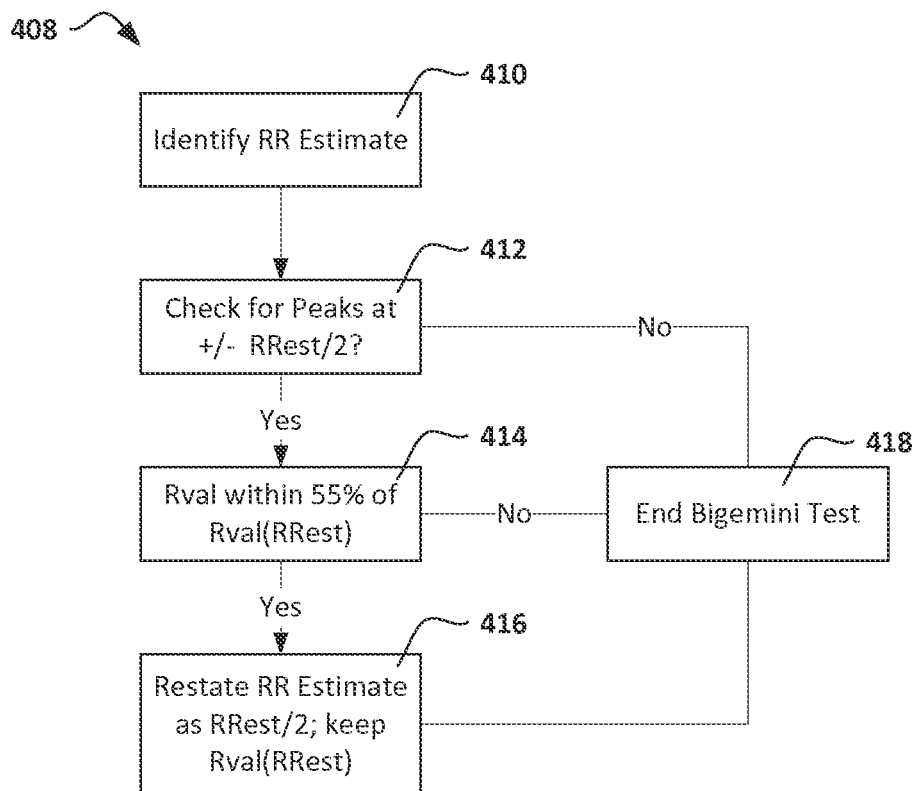 408
410
Identify RR Estimate
412
Check for Peaks at
+/- RRest/2?
No
Yes
414
418
Rval within 55% of
Rval(RRest)
No
End Bigemini Test
Yes
416
Restate RR Estimate
as RRest/2; keep
Rval(RRest)